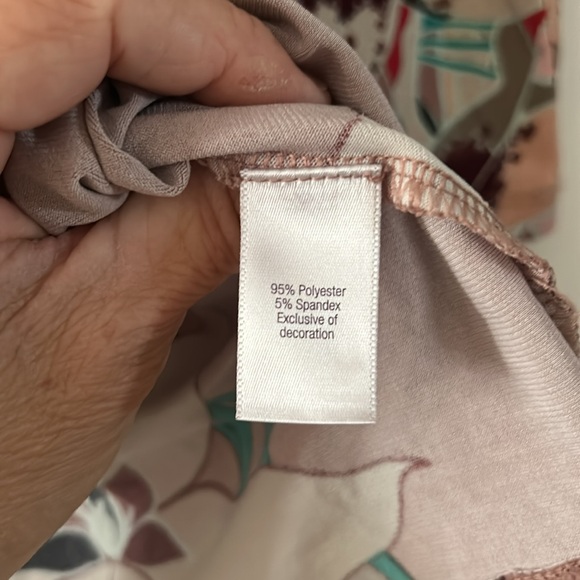 95% Polyester
5% Spandex
Exclusive of
decoration